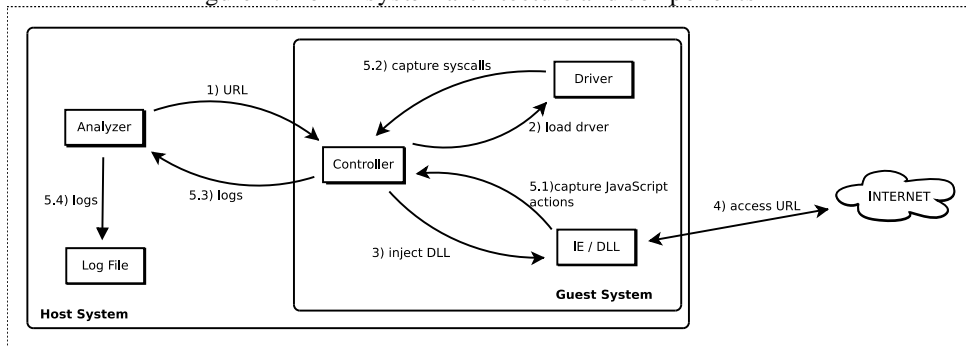 5.2) capture syscalls
Driver
1) URL
Analyzer
2) load drver
Controller
5.1)capture JavaScript
actions
5.3) logs
5.4) logs
4) access URL
INTERNET
3) inject DLL
IE / DLL
Log File
Guest System
Host System